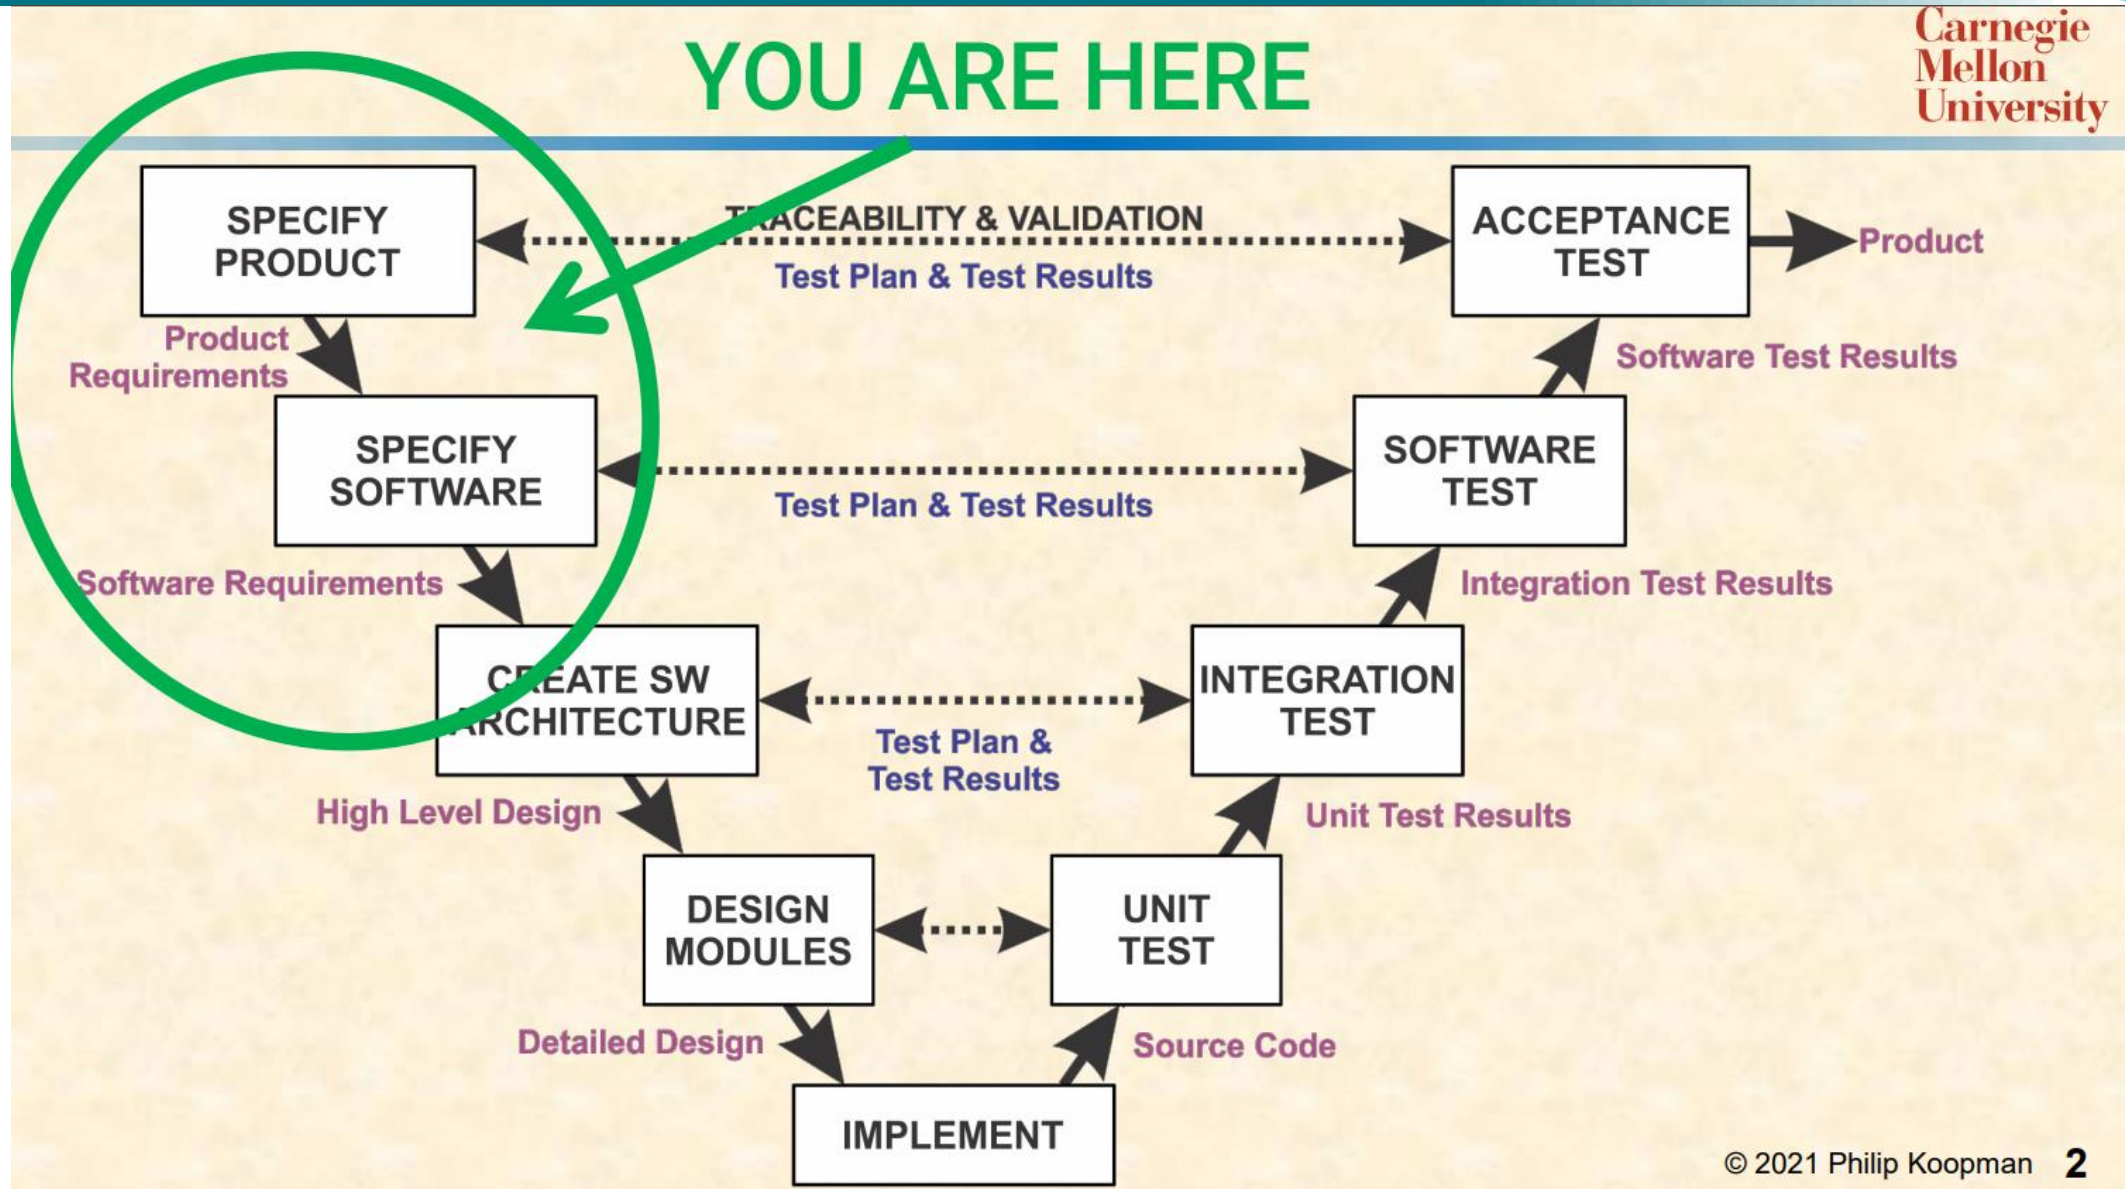 YOU ARE HERE
Carnegie
Mellon
University
SPECIFY
PRODUCT
TRACEABILITY & VALIDATION
Test Plan & Test Results
ACCEPTANCE
TEST
Product
Product
Requirements
Software Test Results
SPECIFY
SOFTWARE
Test Plan & Test Results
SOFTWARE
TEST
Software Requirements
Integration Test Results
CREATE SW
ARCHITECTURE
Test Plan &
Test Results
INTEGRATION
TEST
High Level Design
Unit Test Results
DESIGN
MODULES
UNIT
TEST
Detailed Design
Source Code
IMPLEMENT
© 2021 Philip Koopman 2